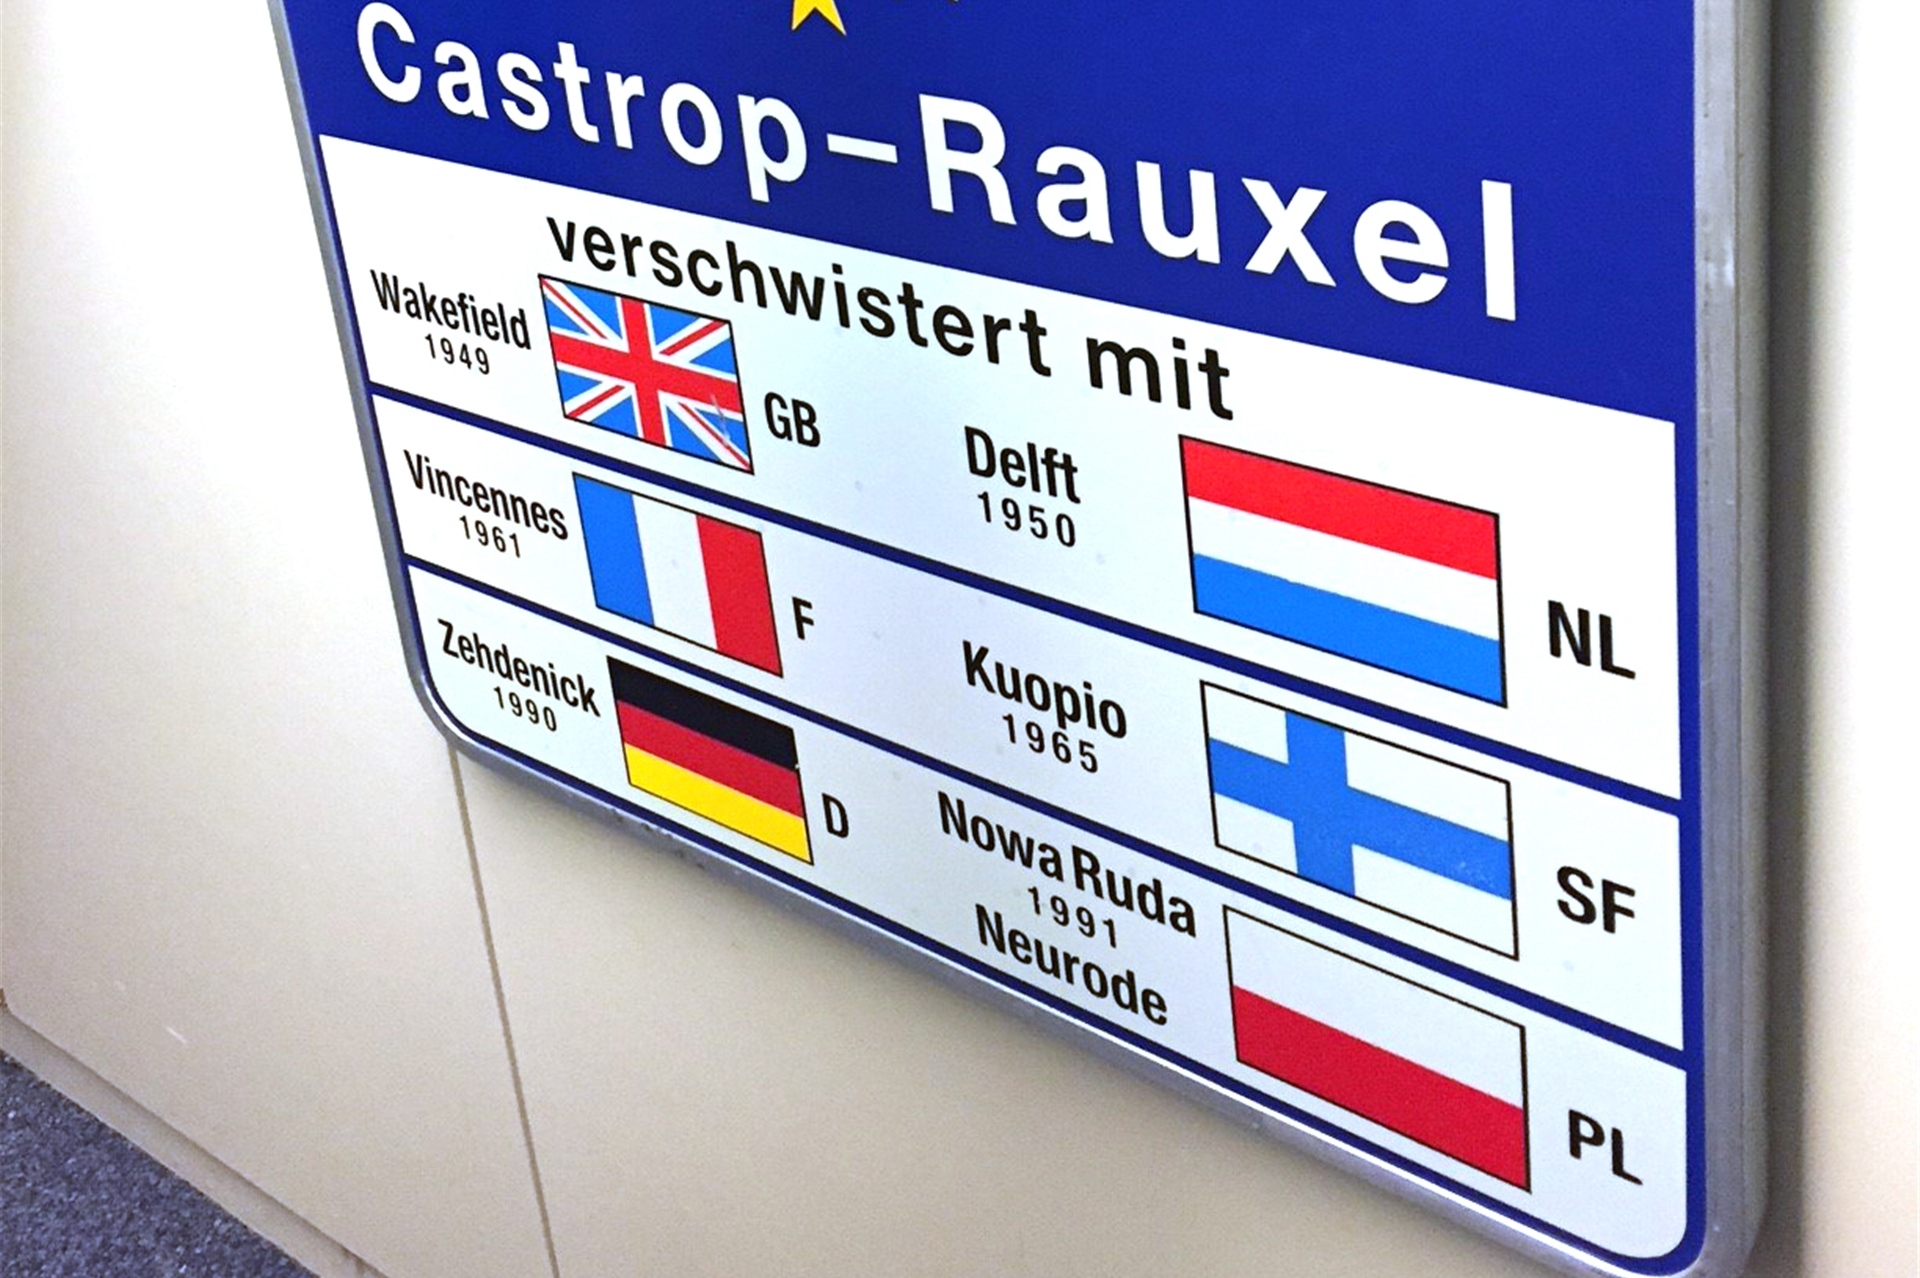 Castrop-Rauxel
verschwistert mit
Wakefield
1949
GB
Delft
1950
NL
Vincennes
1961
F
Kuopio
1965
SF
Zehdenick
1990
D
Nowa Ruda
1991
Neurode
PL